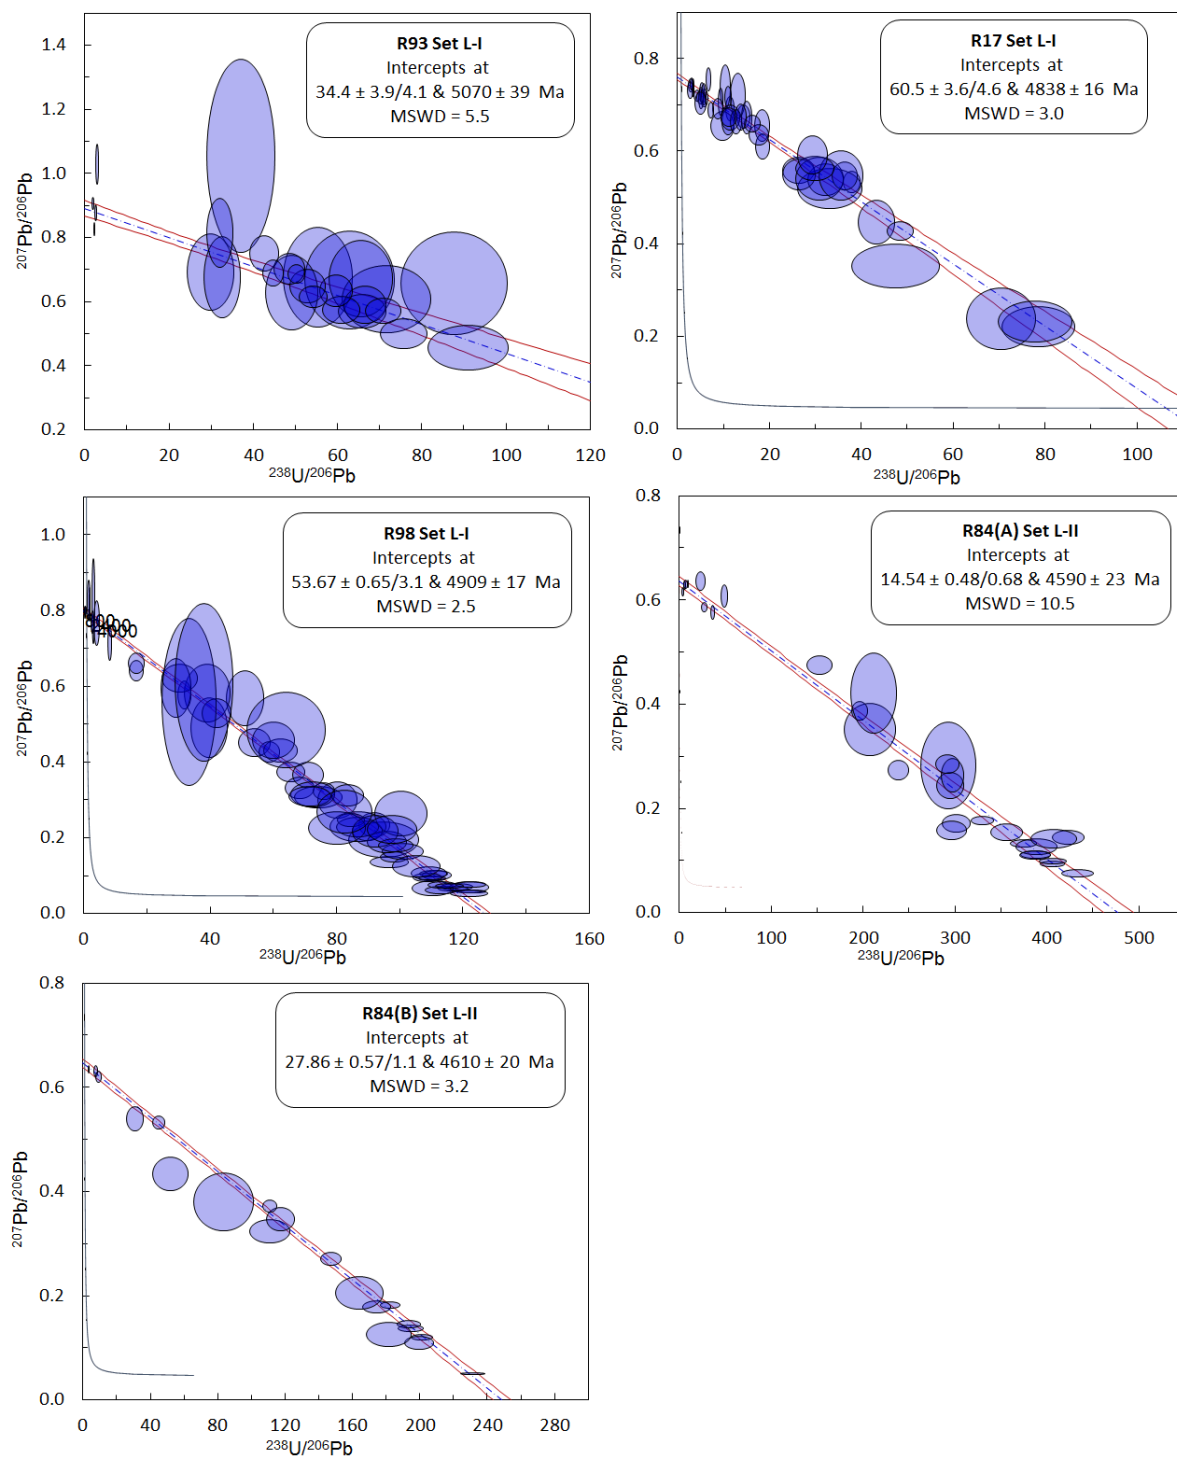 R93 Set L-I
Intercepts at
34.4 ± 3.9/4.1 & 5070 ± 39 Ma
MSWD = 5.5
1.4
1.2
1.0
0.8
0.6
0.4
0.2
207Pb/206Pb
0 20 40 60 80 100 120
238U/206Pb
R17 Set L-I
Intercepts at
60.5 ± 3.6/4.6 & 4838 ± 16 Ma
MSWD = 3.0
0.8
0.6
0.4
0.2
0.0
207Pb/206Pb
0 20 40 60 80 100
238U/206Pb
R98 Set L-I
Intercepts at
53.67 ± 0.65/3.1 & 4909 ± 17 Ma
MSWD = 2.5
1.0
0.8
0.6
0.4
0.2
0.0
4000
207Pb/206Pb
0 40 80 120 160
238U/206Pb
R84(A) Set L-II
Intercepts at
14.54 ± 0.48/0.68 & 4590 ± 23 Ma
MSWD = 10.5
0.8
0.6
0.4
0.2
0.0
207Pb/206Pb
0 100 200 300 400 500
238U/206Pb
R84(B) Set L-II
Intercepts at
27.86 ± 0.57/1.1 & 4610 ± 20 Ma
MSWD = 3.2
0.8
0.6
0.4
0.2
0.0
207Pb/206Pb
0 40 80 120 160 200 240 280
238U/206Pb